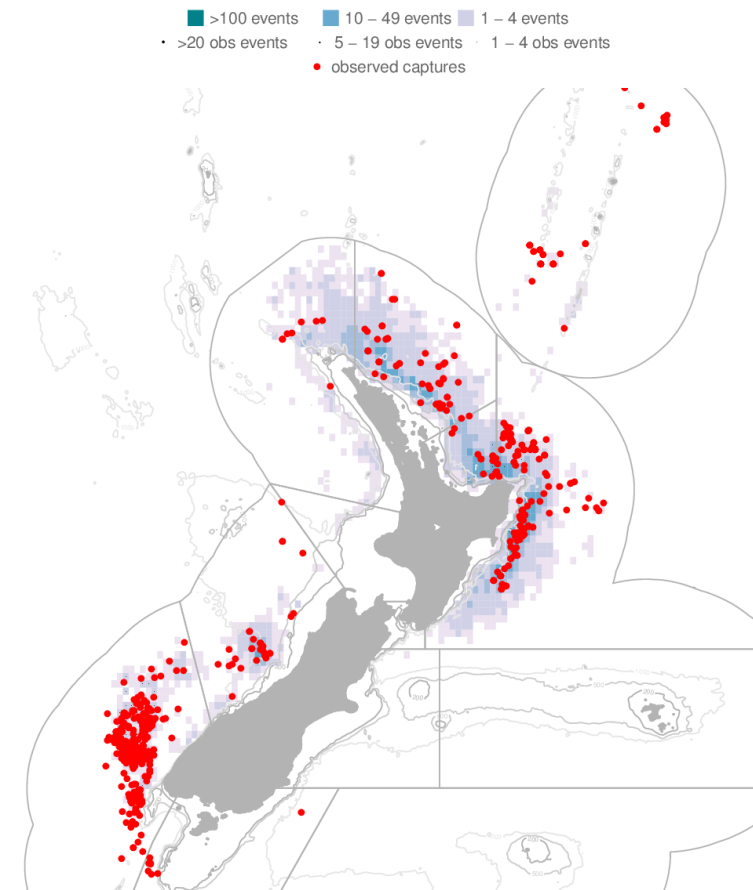 >100 events 10 – 49 events 1 – 4 events
>20 obs events 5 – 19 obs events 1 – 4 obs events
observed captures